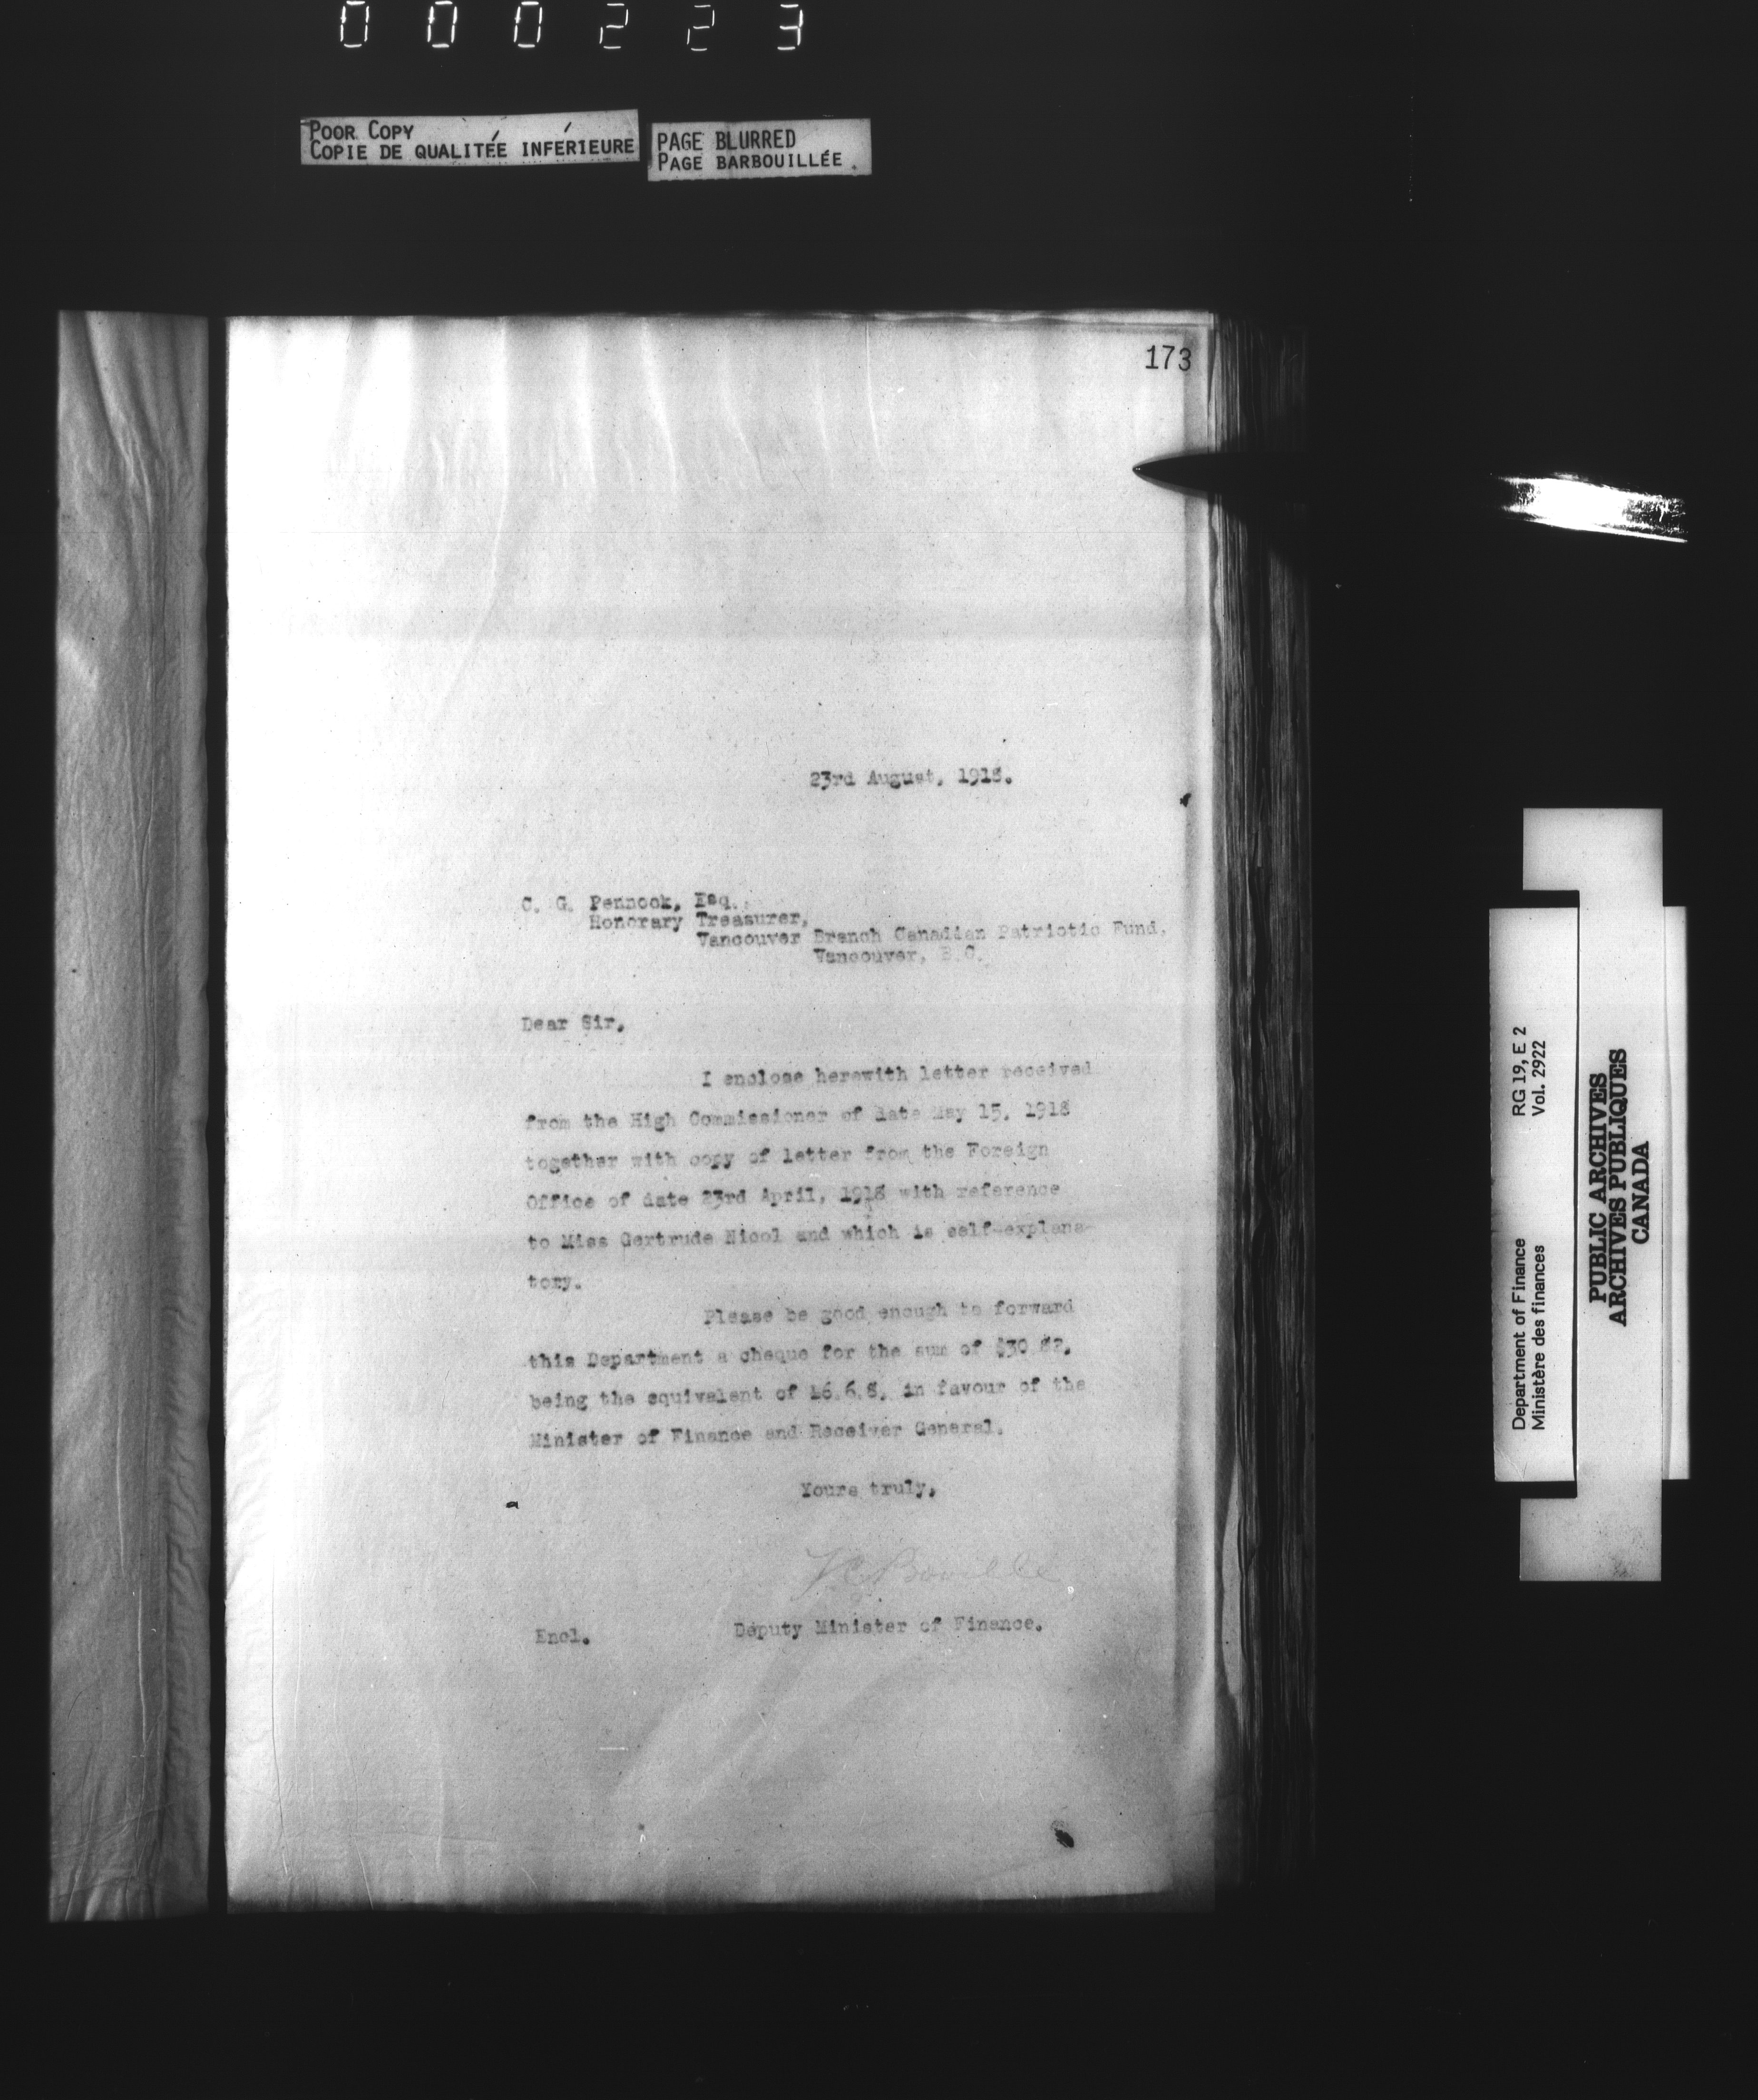 000223
POOR COPY
COPIE DE QUALITÉE INFÉRIEURE
PAGE BLURRED
PAGE BARBOUILLÉE
173
23rd August, 1918.
C. G. Pennock, Esq.
Honorary Treasurer,
Vancouver Branch Canadian Patriotic Fund,
Vancouver, B.C.
Dear Sir,
I enclose herewith letter received
from the High Commissioner of date May 15, 1918
together with copy of letter from the Foreign
Office of date 23rd April, 1918 with reference
to Miss Gertrude Nicol and which is self-explana-
tory.
Please be good enough to forward
this Department a cheque for the sum of $30.82,
being the equivalent of £6.6.8, in favour of the
Minister of Finance and Receiver General.
Yours truly,
Deputy Minister of Finance.
Encl.
Department of Finance RG 19, E 2
Ministère des finances Vol. 2922
PUBLIC ARCHIVES
ARCHIVES PUBLIQUES
CANADA